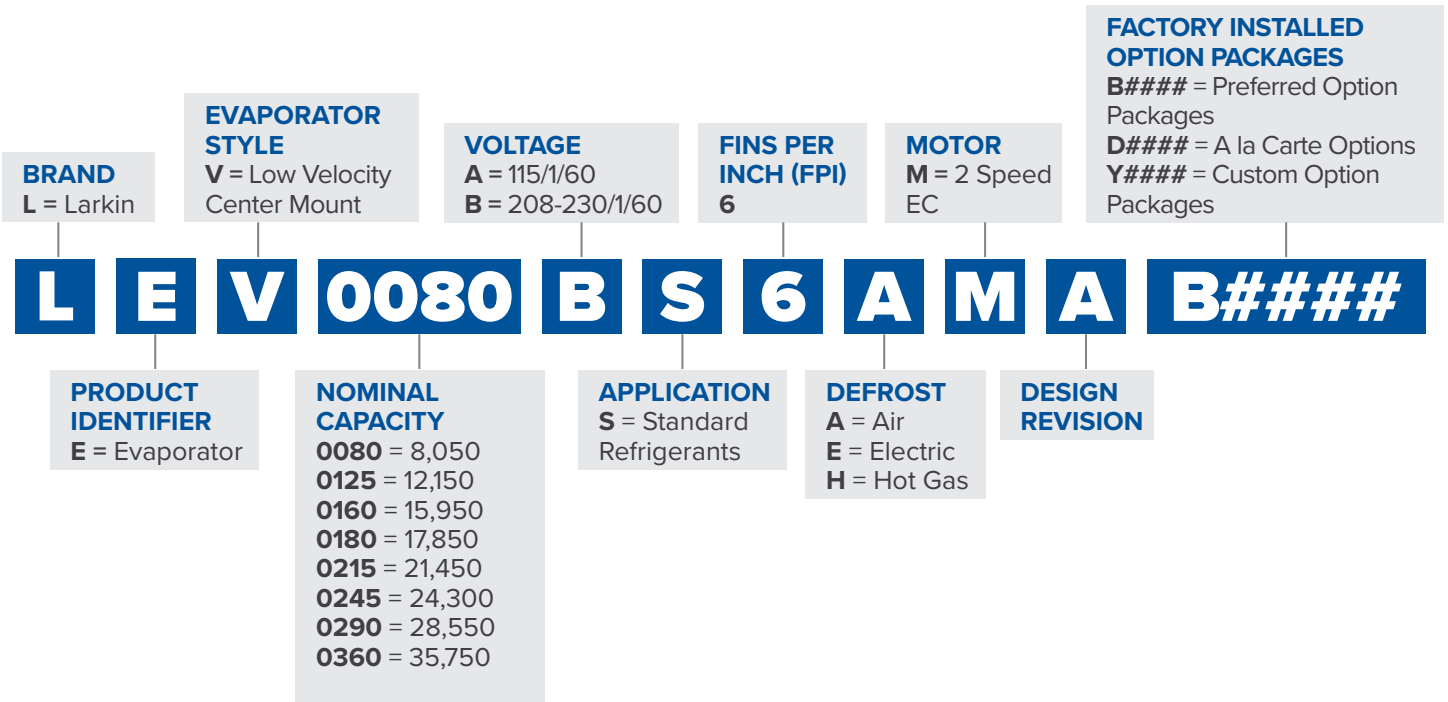 BRAND
L = Larkin
EVAPORATOR
STYLE
V = Low Velocity
Center Mount
VOLTAGE
A = 115/1/60
B = 208-230/1/60
FINS PER
INCH (FPI)
6
MOTOR
M = 2 Speed
EC
FACTORY INSTALLED
OPTION PACKAGES
B#### = Preferred Option
Packages
D#### = A la Carte Options
Y#### = Custom Option
Packages
L E V 0080 B S 6 A M A B####
PRODUCT
IDENTIFIER
E = Evaporator
NOMINAL
CAPACITY
0080 = 8,050
0125 = 12,150
0160 = 15,950
0180 = 17,850
0215 = 21,450
0245 = 24,300
0290 = 28,550
0360 = 35,750
APPLICATION
S = Standard
Refrigerants
DEFROST
A = Air
E = Electric
H = Hot Gas
DESIGN
REVISION